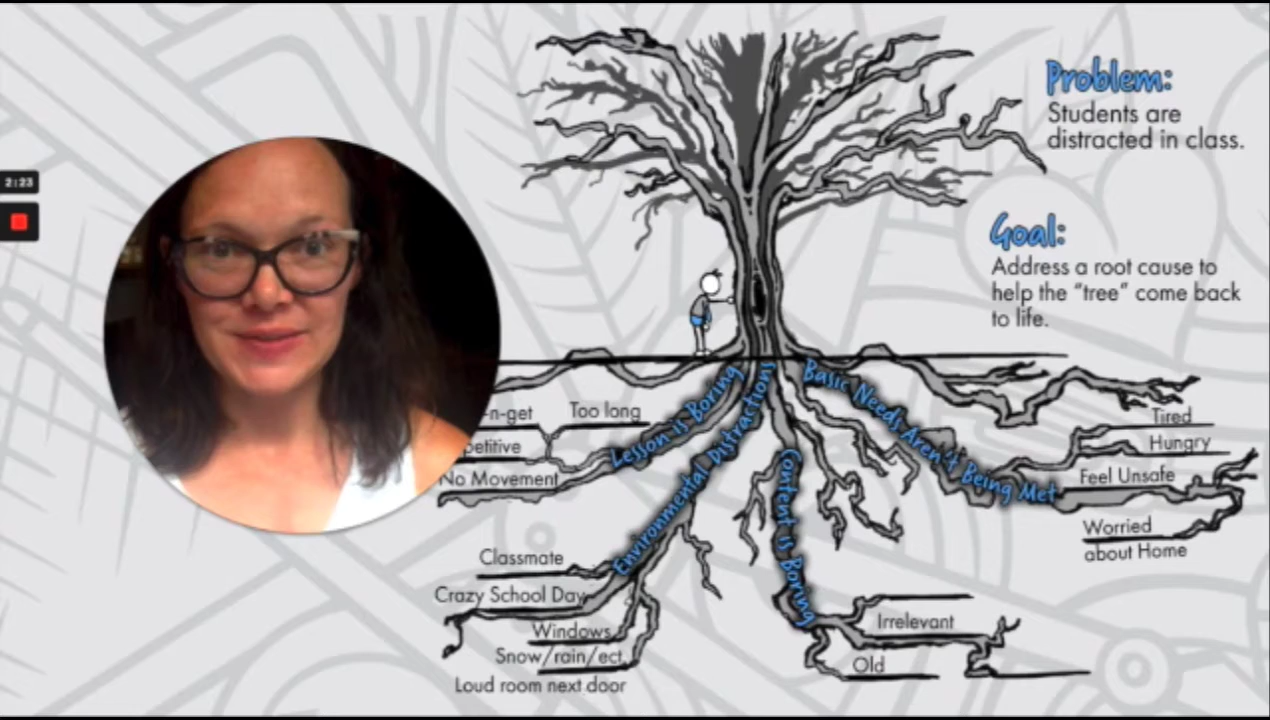 2:23
Problem:
Students are
distracted in class.
Goal:
Address a root cause to
help the "tree" come back
to life.
Lesson is Boring
-n-get
Too long
petitive
No Movement
Environmental Distractions
Classmate
Crazy School Day
Windows
Snow/rain/ect.
Loud room next door
Content is Boring
Irrelevant
Old
Basic Needs Aren't Being Met
Tired
Hungry
Feel Unsafe
Worried
about Home